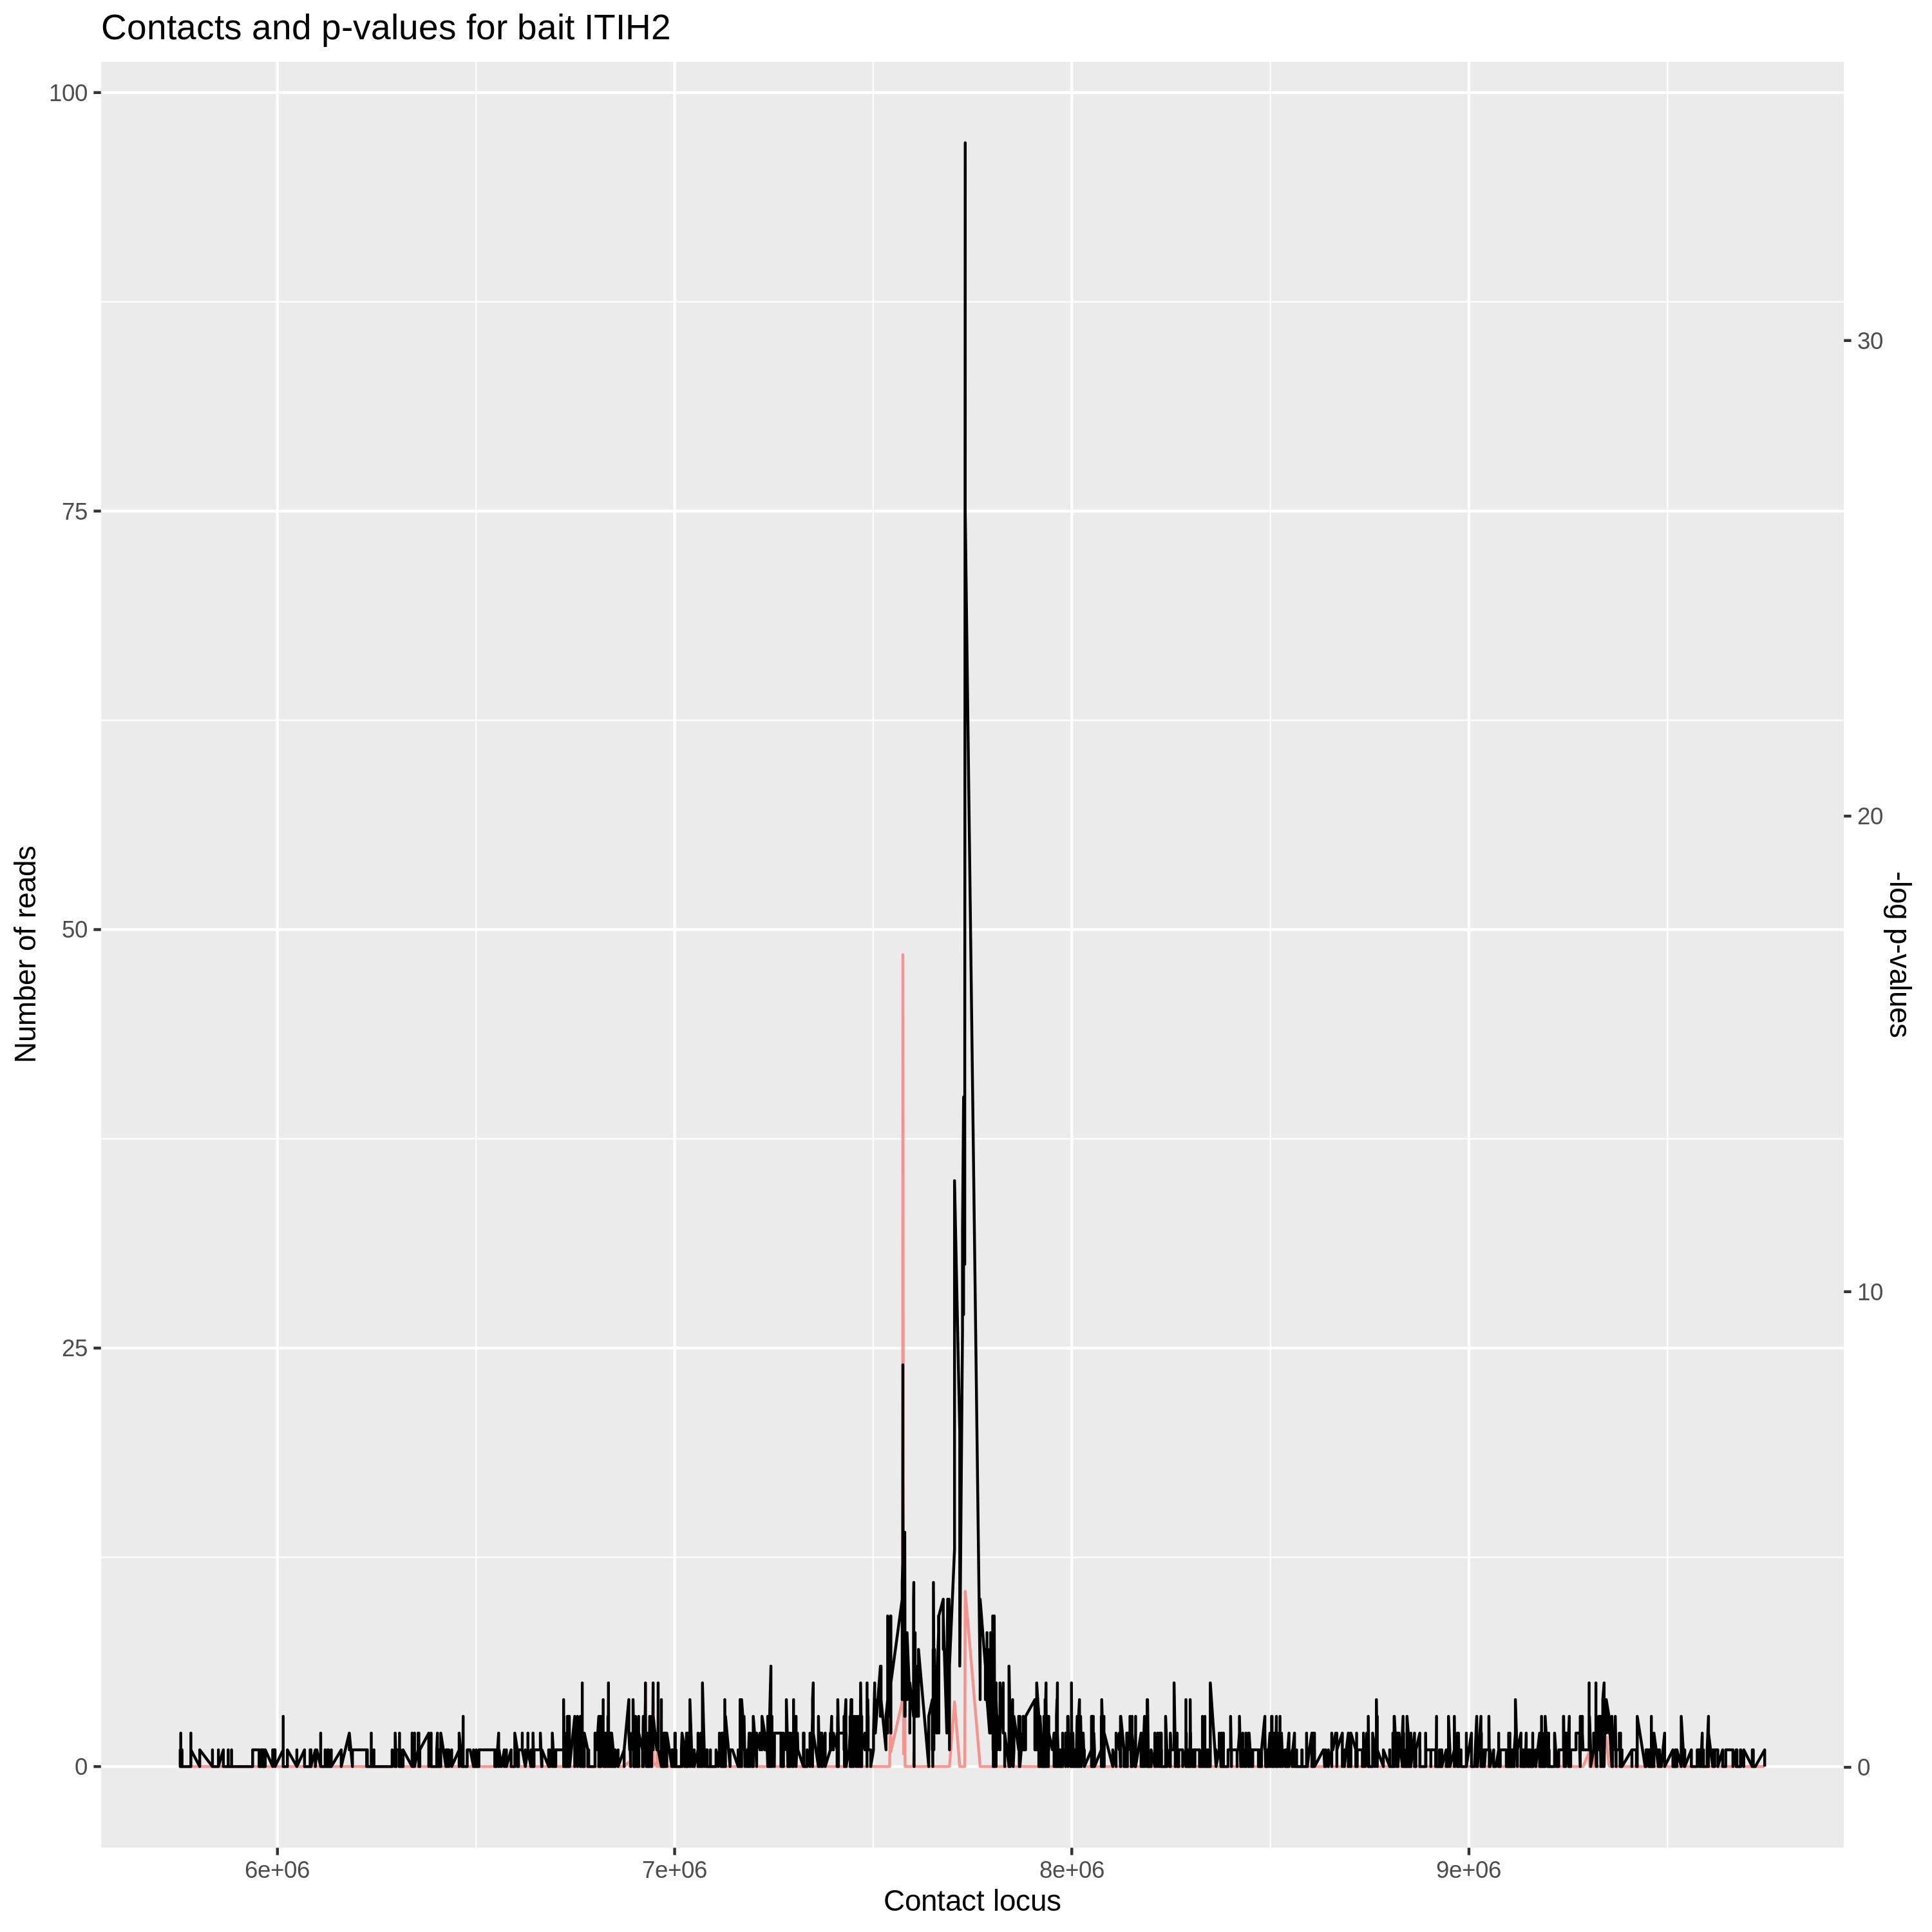 Contacts and p-values for bait ITIH2
100
75
50
25
0
Number of reads
30
20
10
0
-log p-values
6e+06
7e+06
8e+06
9e+06
Contact locus